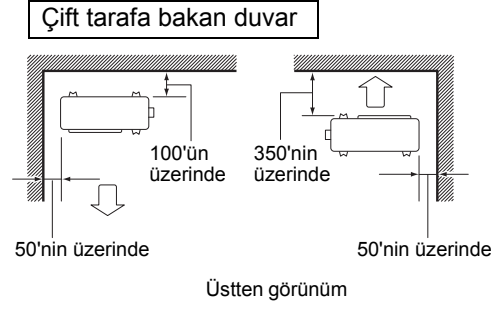 Çift tarafa bakan duvar
100'ün
üzerinde
350'nin
üzerinde
50'nin üzerinde
50'nin üzerinde
Üstten görünüm